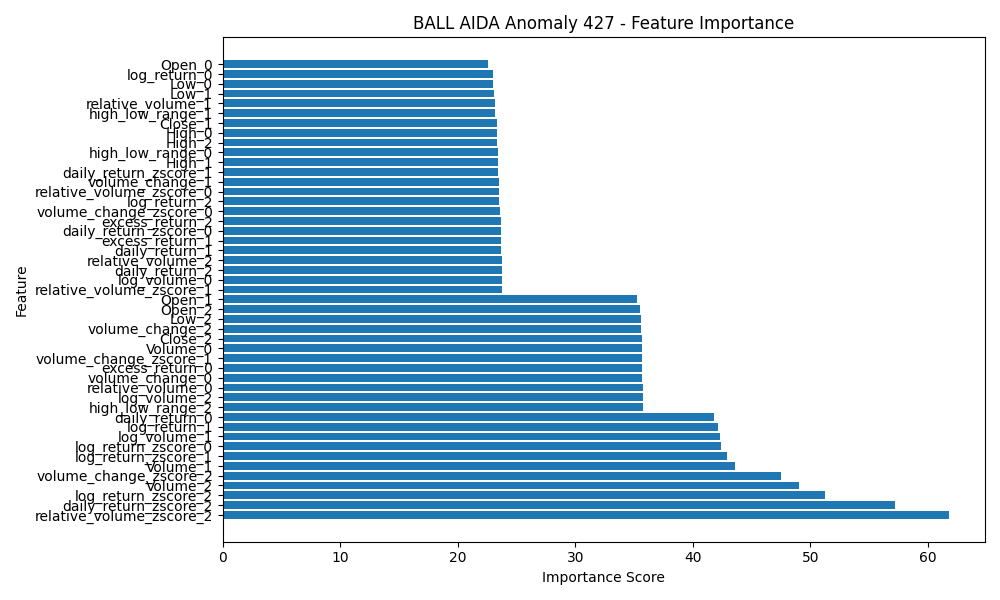 BALL AIDA Anomaly 427 - Feature Importance
Feature
Open_0
log_return_0
Low_0
Low_1
relative_volume_1
high_low_range_1
Close_1
High_0
High_2
high_low_range_0
High_1
daily_return_zscore_1
volume_change_1
relative_volume_zscore_0
log_return_2
volume_change_zscore_0
excess_return_2
daily_return_zscore_0
excess_return_1
daily_return_1
relative_volume_2
daily_return_2
log_volume_0
relative_volume_zscore_1
Open_1
Open_2
Low_2
volume_change_2
Close_2
Volume_0
volume_change_zscore_1
excess_return_0
volume_change_0
relative_volume_0
log_volume_2
high_low_range_2
daily_return_0
log_return_1
log_volume_1
log_return_zscore_0
log_return_zscore_1
Volume_1
volume_change_zscore_2
Volume_2
log_return_zscore_2
daily_return_zscore_2
relative_volume_zscore_2
0 10 20 30 40 50 60
Importance Score